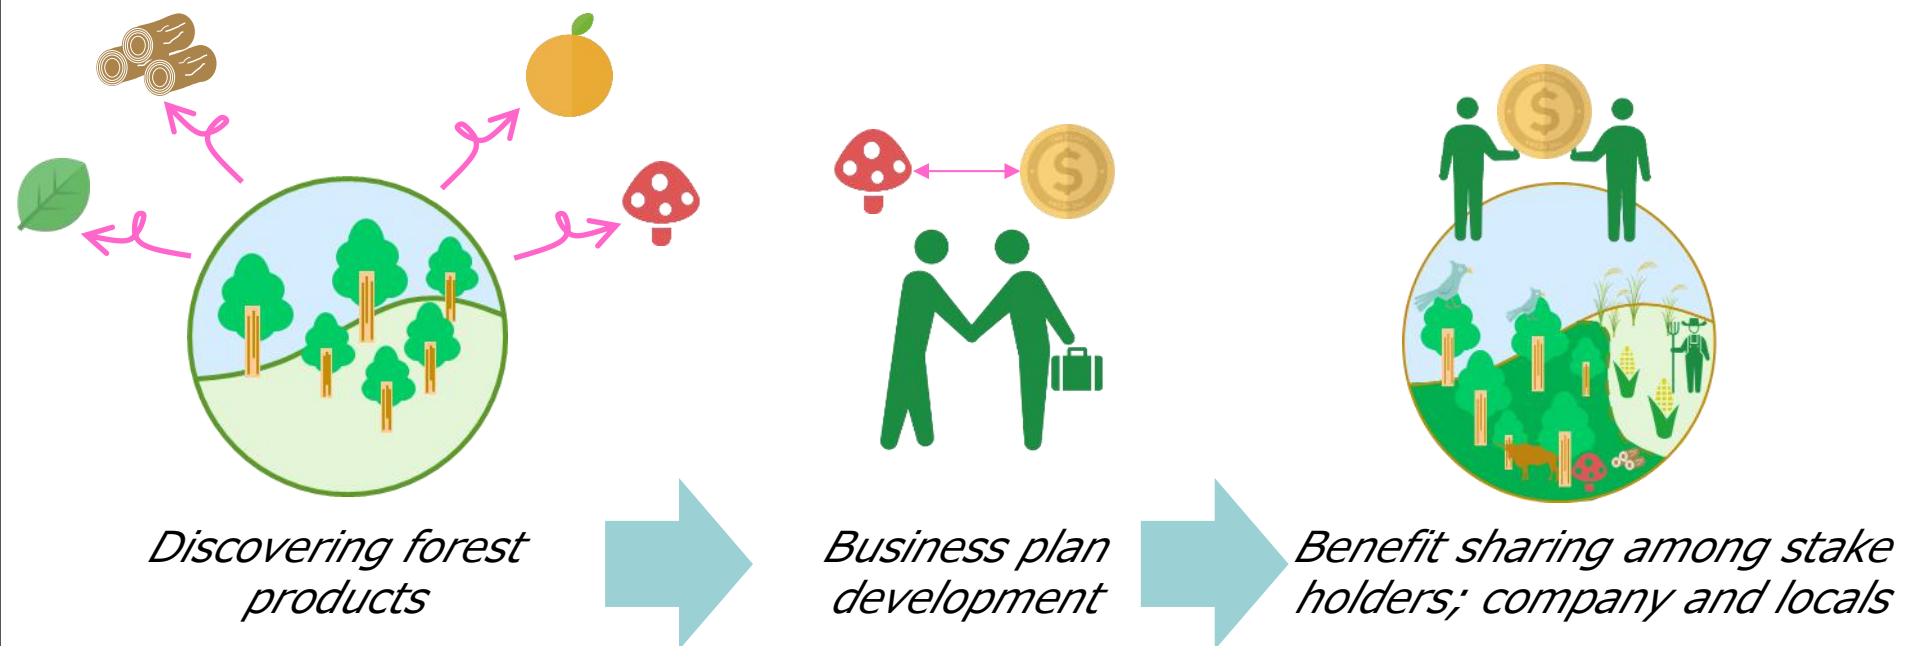 Discovering forest
products
Business plan
development
Benefit sharing among stake
holders; company and locals
$
$